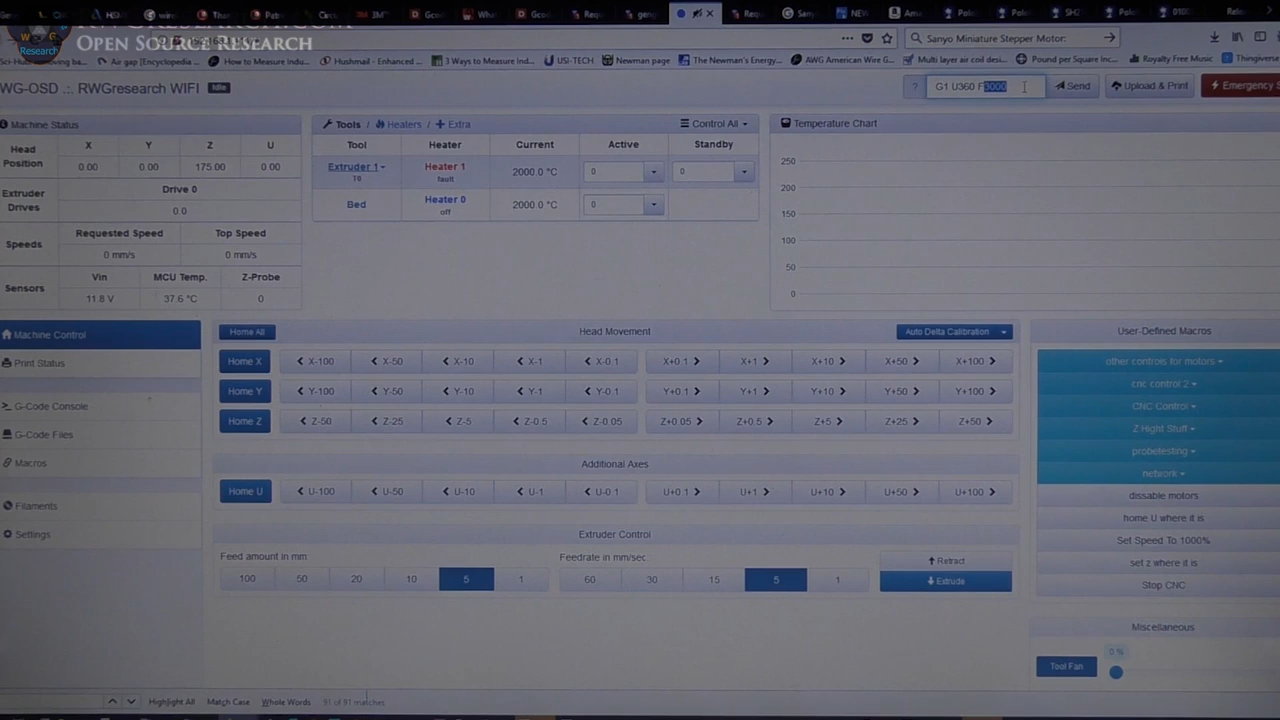 OPEN SOURCE RESEARCH
Research
Sanyo Miniature Stepper Motor:
Air gap [Encyclopedia ...
How to Measure Indu...
Hushmail - Enhanced ...
3 Ways to Measure Ind...
USI-TECH
Newman page
The Newman's Energy...
AWG American Wire G...
Multi layer air coil desi...
Pound per Square Inc...
Royalty Free Music
Thingiverse
WG-OSD .:. RWGresearch WIFI Idle
? G1 U360 F3000 Send Upload & Print Emergency S
Machine Status
X Y Z U
Head Position 0.00 0.00 175.00 0.00
Extruder Drives Drive 0
0.0
Speeds Requested Speed Top Speed
0 mm/s 0 mm/s
Sensors Vin MCU Temp. Z-Probe
11.8 V 37.6 °C 0
Tools / Heaters / Extra Control All
Tool Heater Current Active Standby
Extruder 1 Heater 1 2000.0 °C 0 0
T0 fault
Bed Heater 0 2000.0 °C 0
off
Temperature Chart
250
200
150
100
50
0
Machine Control
Print Status
G-Code Console
G-Code Files
Macros
Filaments
Settings
Home All Head Movement Auto Delta Calibration
Home X X-100 X-50 X-10 X-1 X-0.1 X+0.1 X+1 X+10 X+50 X+100
Home Y Y-100 Y-50 Y-10 Y-1 Y-0.1 Y+0.1 Y+1 Y+10 Y+50 Y+100
Home Z Z-50 Z-25 Z-5 Z-0.5 Z-0.05 Z+0.05 Z+0.5 Z+5 Z+25 Z+50
Additional Axes
Home U U-100 U-50 U-10 U-1 U-0.1 U+0.1 U+1 U+10 U+50 U+100
Extruder Control
Feed amount in mm:
100 50 20 10 5 1
Feedrate in mm/sec:
60 30 15 5 1
Retract
Extrude
User-Defined Macros
other controls for motors
cnc control 2
CNC Control
Z Hight Stuff
probetesting
network
dissable motors
home U where it is
Set Speed To 1000%
set z where it is
Stop CNC
Miscellaneous
Tool Fan 0 %
Highlight All Match Case Whole Words 91 of 91 matches